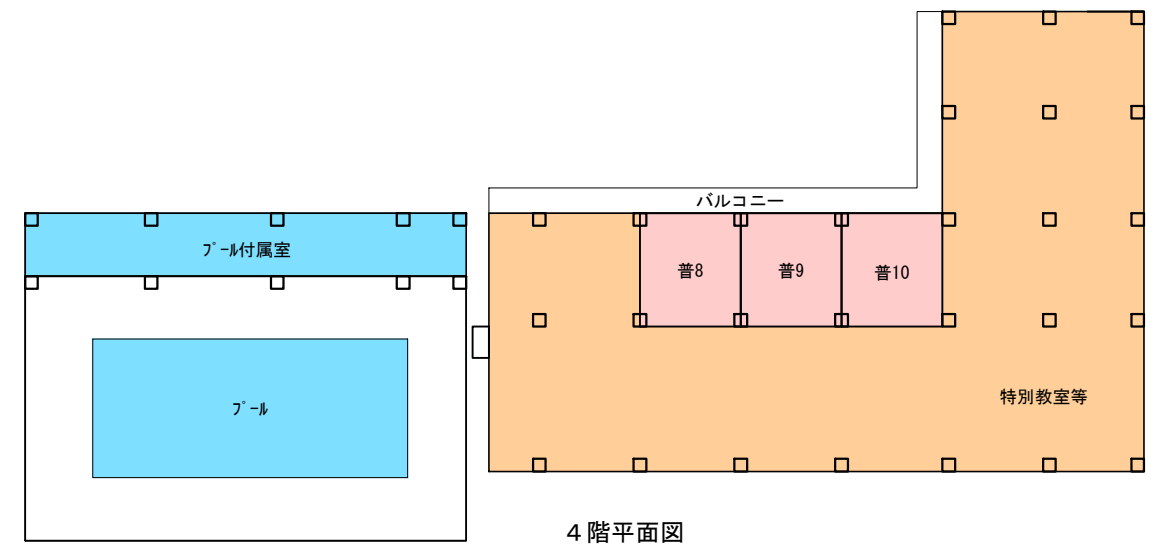 バルコニー
ﾌﾟｰﾙ付属室
普8
普9
普10
特別教室等
ﾌﾟｰﾙ
４階平面図